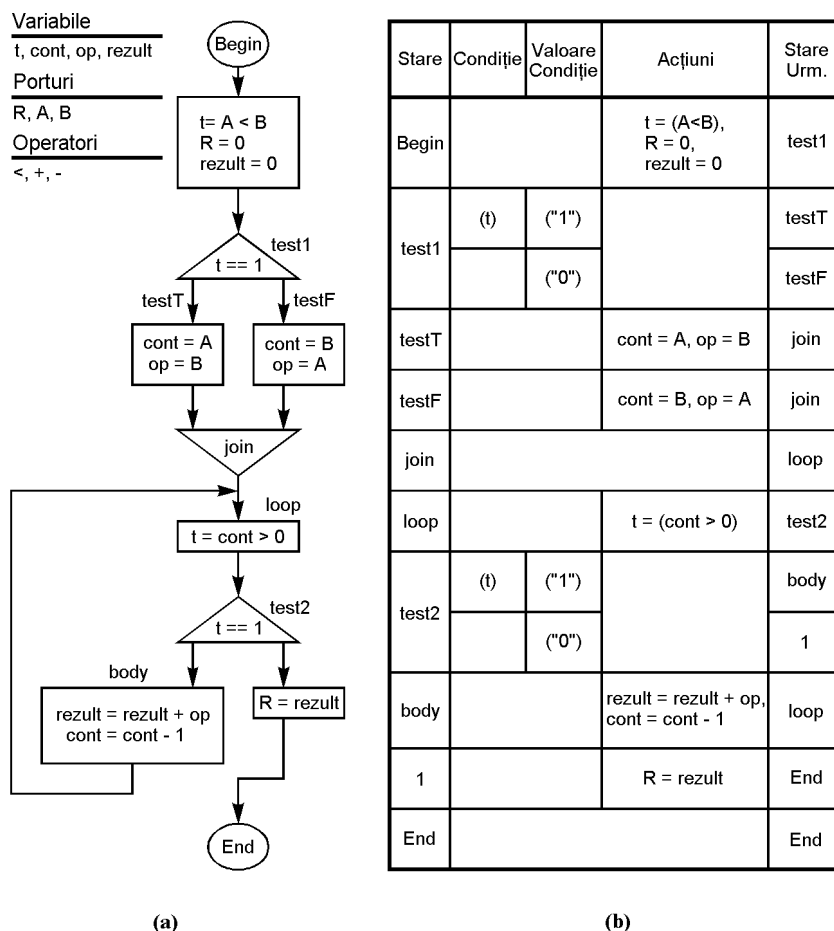 Variabile
t, cont, op, rezult
Porturi
R, A, B
Operatori
<, +, -
Begin
t= A < B
R = 0
rezult = 0
test1
t == 1
testT
testF
cont = A
op = B
cont = B
op = A
join
loop
t = cont > 0
test2
t == 1
body
rezult = rezult + op
cont = cont - 1
R = rezult
End
(a)
Stare
Condiție
Valoare
Condiție
Acțiuni
Stare
Urm.
Begin
t = (A<B),
R = 0,
rezult = 0
test1
test1
(t)
("1")
testT
("0")
testF
testT
cont = A, op = B
join
testF
cont = B, op = A
join
join
loop
loop
t = (cont > 0)
test2
test2
(t)
("1")
body
("0")
1
body
rezult = rezult + op,
cont = cont - 1
loop
1
R = rezult
End
End
End
(b)